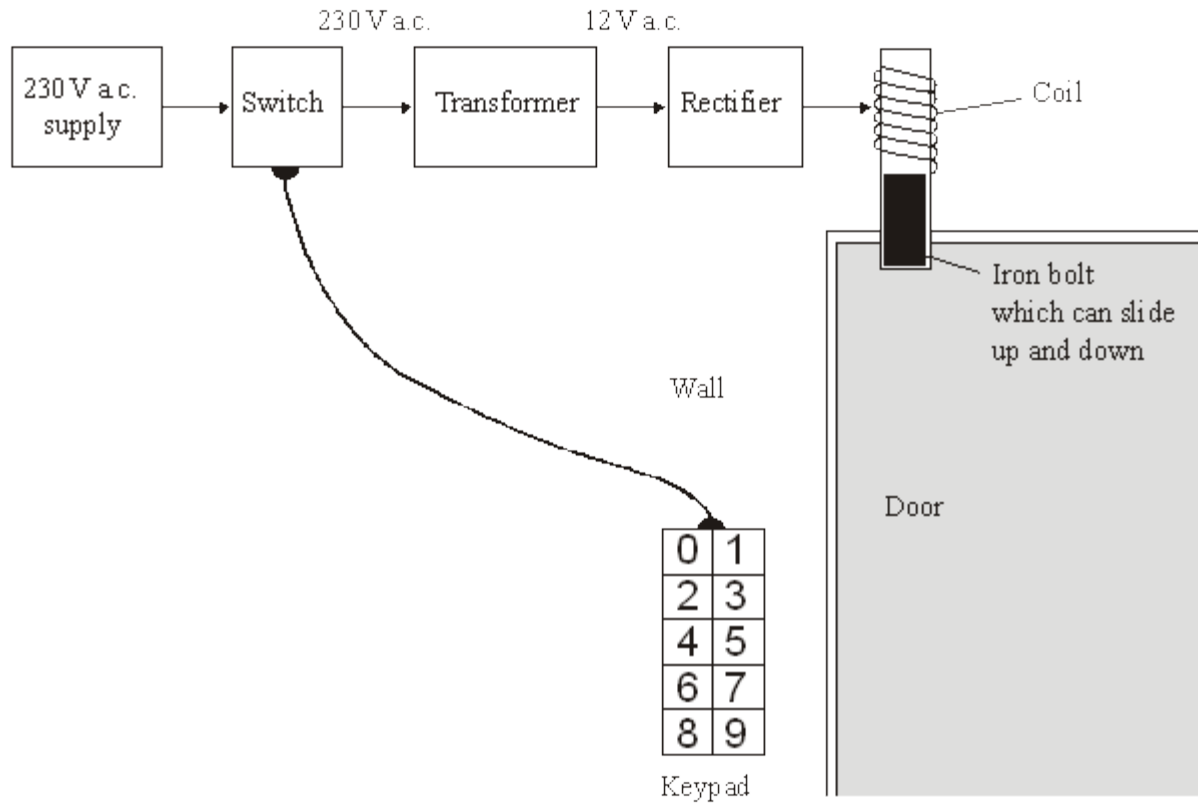 230 V a.c.
12 V a.c.
230 V a.c.
supply
Switch
Transformer
Rectifier
Coil
Iron bolt
which can slide
up and down
Wall
Door
0 1
2 3
4 5
6 7
8 9
Keypad